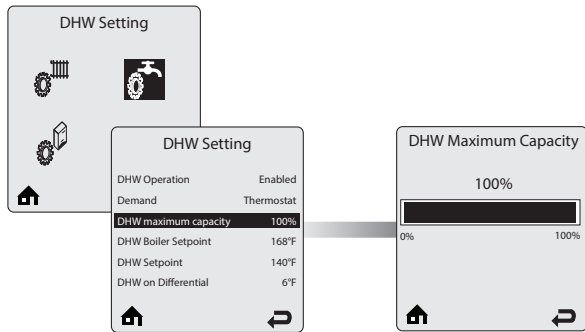 DHW Setting
DHW Setting
DHW Operation Enabled
Demand Thermostat
DHW maximum capacity 100%
DHW Boiler Setpoint 168°F
DHW Setpoint 140°F
DHW on Differential 6°F
DHW Maximum Capacity
100%
0% 100%